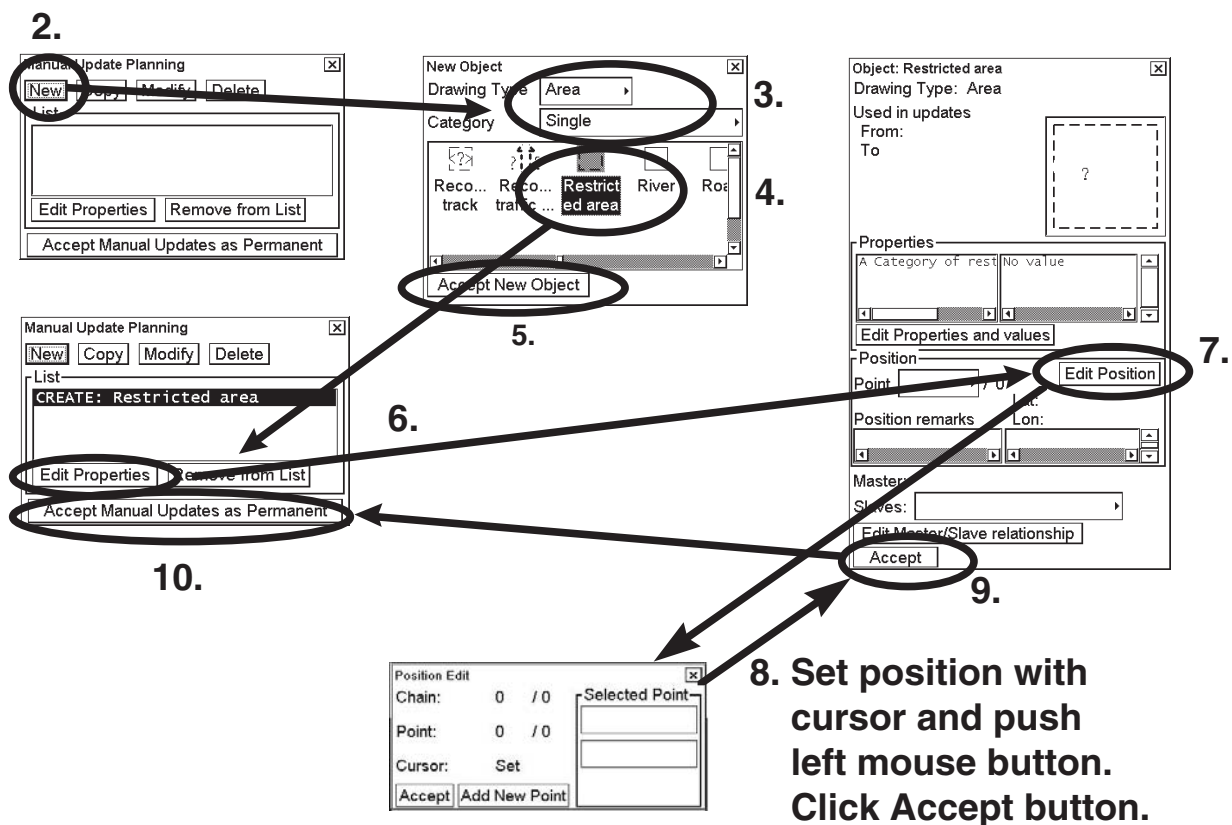 2.
Manual Update Planning
New Copy Modify Delete
List
Edit Properties Remove from List
Accept Manual Updates as Permanent
New Object
Drawing Type Area
Category Single
3.
<?> ? ?
Reco... Reco... Restrict River Roa
track traffic ... ed area
4.
Accept New Object
5.
Object: Restricted area
Drawing Type: Area
Used in updates
From:
To
?
Properties
A Category of rest No value
Edit Properties and values
Position
Point / 0 Edit Position
7.
Lat:
Position remarks Lon:
Master:
Slaves:
Edit Master/Slave relationship
Accept
9.
Manual Update Planning
New Copy Modify Delete
List
CREATE: Restricted area
6.
Edit Properties Remove from List
Accept Manual Updates as Permanent
10.
Position Edit
Chain: 0 / 0 Selected Point
Point: 0 / 0
Cursor: Set
Accept Add New Point
8. Set position with
cursor and push
left mouse button.
Click Accept button.